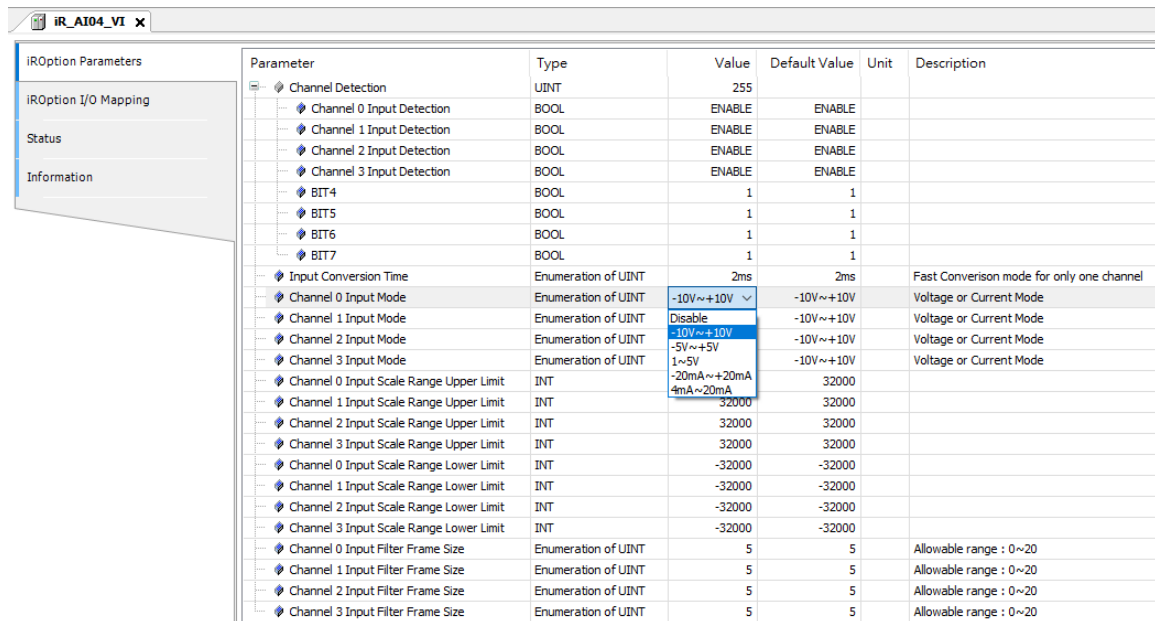 iR_AI04_VI X
iROption Parameters
iROption I/O Mapping
Status
Information
Parameter Type Value Default Value Unit Description
Channel Detection UINT 255
Channel 0 Input Detection BOOL ENABLE ENABLE
Channel 1 Input Detection BOOL ENABLE ENABLE
Channel 2 Input Detection BOOL ENABLE ENABLE
Channel 3 Input Detection BOOL ENABLE ENABLE
BIT4 BOOL 1 1
BIT5 BOOL 1 1
BIT6 BOOL 1 1
BIT7 BOOL 1 1
Input Conversion Time Enumeration of UINT 2ms 2ms Fast Converison mode for only one channel
Channel 0 Input Mode Enumeration of UINT -10V~+10V -10V~+10V Voltage or Current Mode
Channel 1 Input Mode Enumeration of UINT Disable -10V~+10V Voltage or Current Mode
-10V~+10V
Channel 2 Input Mode Enumeration of UINT -5V~+5V -10V~+10V Voltage or Current Mode
Channel 3 Input Mode Enumeration of UINT 1~5V -10V~+10V Voltage or Current Mode
-20mA~+20mA
Channel 0 Input Scale Range Upper Limit INT 4mA~20mA 32000
Channel 1 Input Scale Range Upper Limit INT 32000 32000
Channel 2 Input Scale Range Upper Limit INT 32000 32000
Channel 3 Input Scale Range Upper Limit INT 32000 32000
Channel 0 Input Scale Range Lower Limit INT -32000 -32000
Channel 1 Input Scale Range Lower Limit INT -32000 -32000
Channel 2 Input Scale Range Lower Limit INT -32000 -32000
Channel 3 Input Scale Range Lower Limit INT -32000 -32000
Channel 0 Input Filter Frame Size Enumeration of UINT 5 5 Allowable range : 0~20
Channel 1 Input Filter Frame Size Enumeration of UINT 5 5 Allowable range : 0~20
Channel 2 Input Filter Frame Size Enumeration of UINT 5 5 Allowable range : 0~20
Channel 3 Input Filter Frame Size Enumeration of UINT 5 5 Allowable range : 0~20